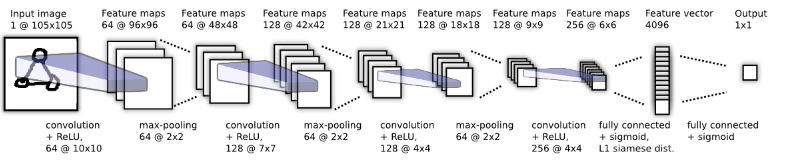 Input image
1 @ 105x105
Feature maps
64 @ 96x96
Feature maps
64 @ 48x48
Feature maps
128 @ 42x42
Feature maps
128 @ 21x21
Feature maps
128 @ 18x18
Feature maps
128 @ 9x9
Feature maps
256 @ 6x6
Feature vector
4096
Output
1x1
convolution
+ ReLU,
64 @ 10x10
max-pooling
64 @ 2x2
convolution
+ ReLU,
128 @ 7x7
max-pooling
64 @ 2x2
convolution
+ ReLU,
128 @ 4x4
max-pooling
64 @ 2x2
convolution
+ ReLU,
256 @ 4x4
fully connected
+ sigmoid,
L1 siamese dist.
fully connected
+ sigmoid